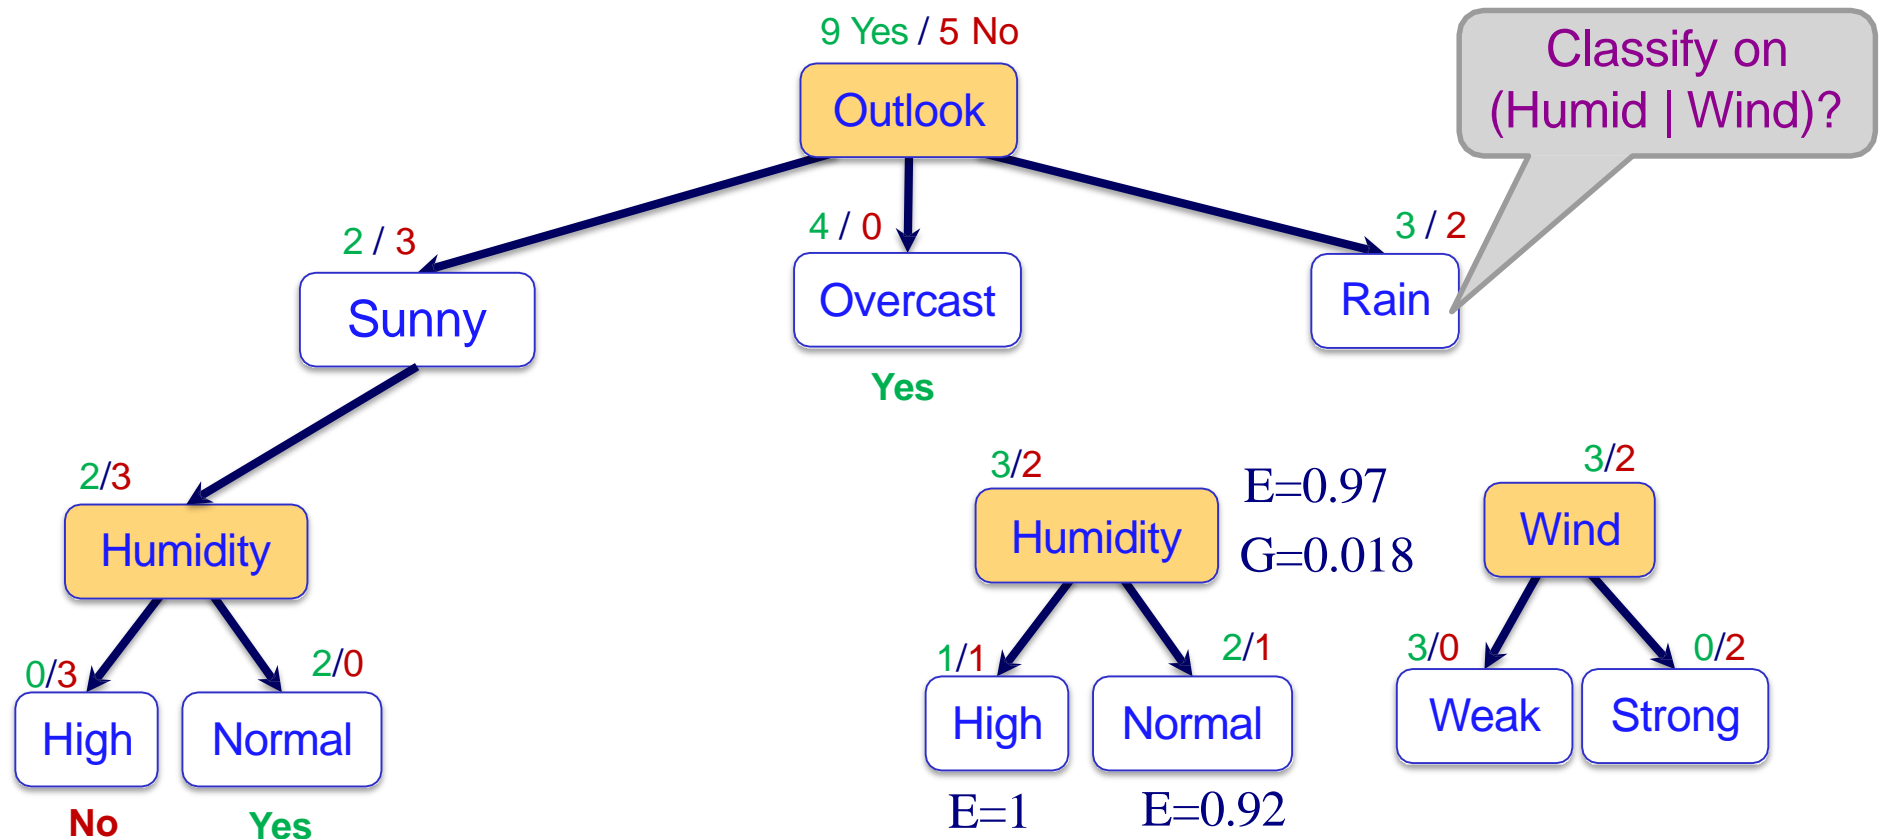 9 Yes / 5 No
Outlook
Classify on
(Humid | Wind)?
2 / 3
4 / 0
3 / 2
Sunny
Overcast
Rain
Yes
2/3
Humidity
0/3
2/0
High
Normal
No
Yes
3/2
Humidity
E=0.97
G=0.018
1/1
2/1
High
Normal
E=1
E=0.92
3/2
Wind
3/0
0/2
Weak
Strong